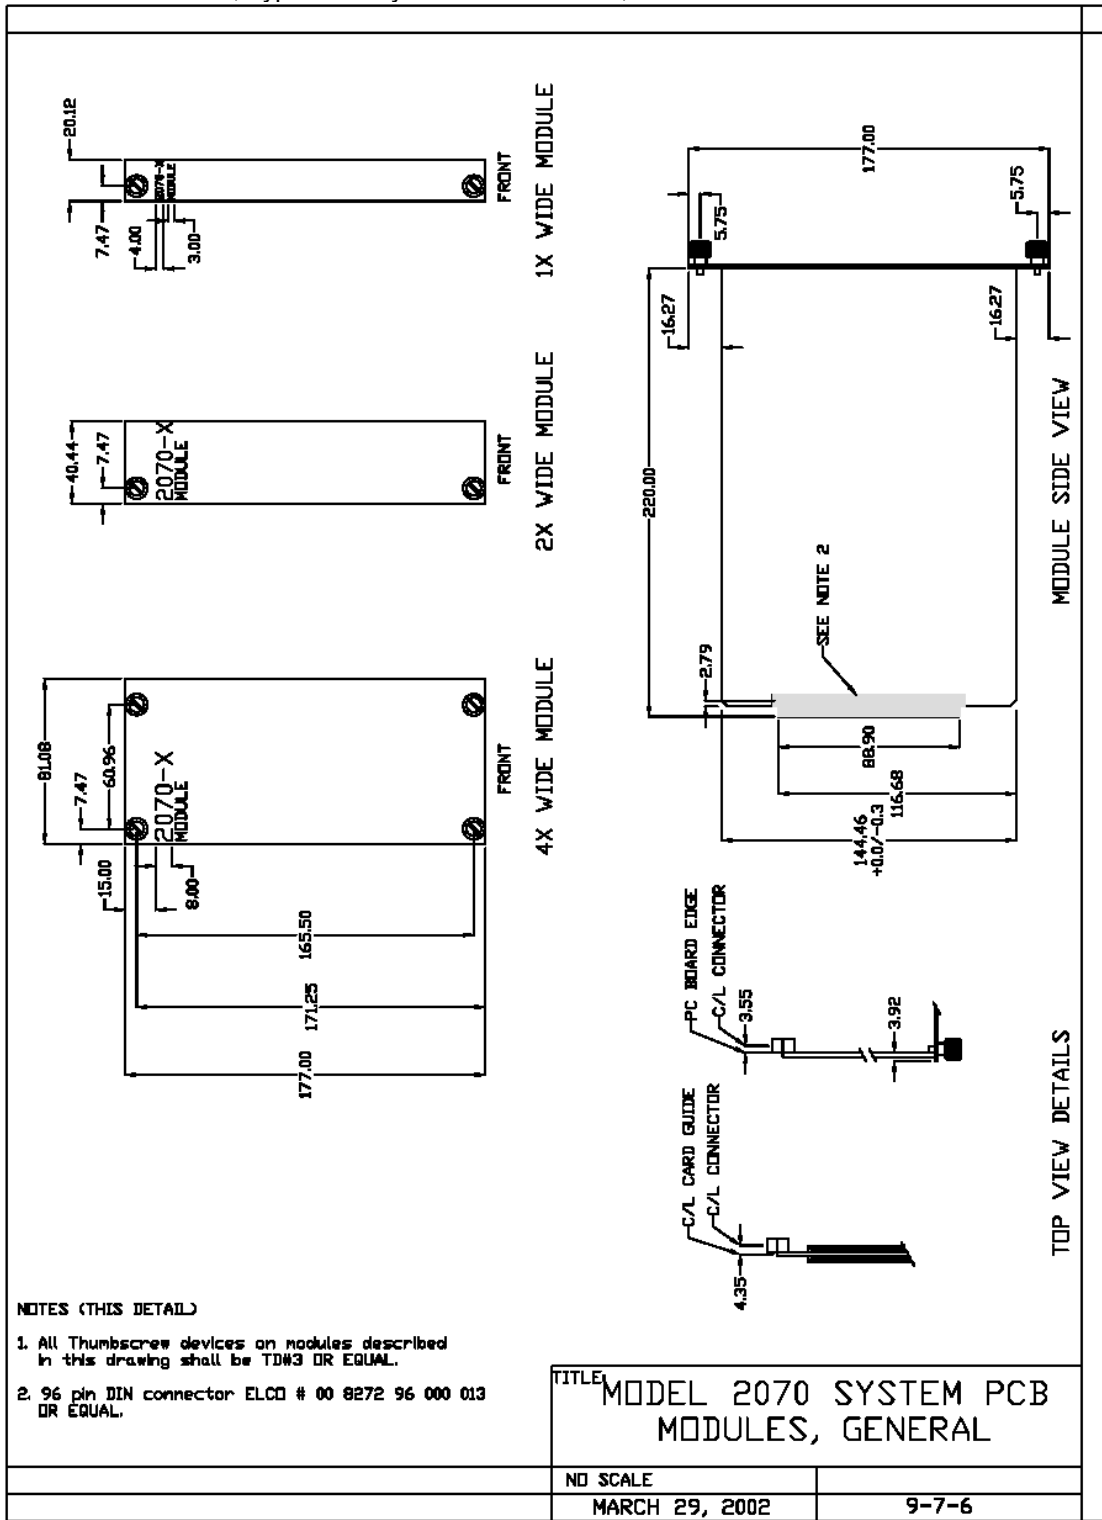 20.12
7.47
4.00
3.00
2070-X
MODULE
FRONT
1X WIDE MODULE
40.44
7.47
2070-X
MODULE
FRONT
2X WIDE MODULE
81.08
7.47
60.96
2070-X
MODULE
15.00
8.00
165.50
171.25
177.00
FRONT
4X WIDE MODULE
177.00
5.75
5.75
16.27
16.27
220.00
2.79
SEE NOTE 2
88.90
116.68
144.46
+0.0/-0.3
MODULE SIDE VIEW
PC BOARD EDGE
C/L CONNECTOR
3.55
3.92
C/L CARD GUIDE
C/L CONNECTOR
4.35
TOP VIEW DETAILS
NOTES (THIS DETAIL)
1. All Thumbscrew devices on modules described
in this drawing shall be TD#3 OR EQUAL.
2. 96 pin DIN connector ELCO # 00 8272 96 000 013
OR EQUAL.
TITLE
MODEL 2070 SYSTEM PCB
MODULES, GENERAL
NO SCALE
MARCH 29, 2002
9-7-6